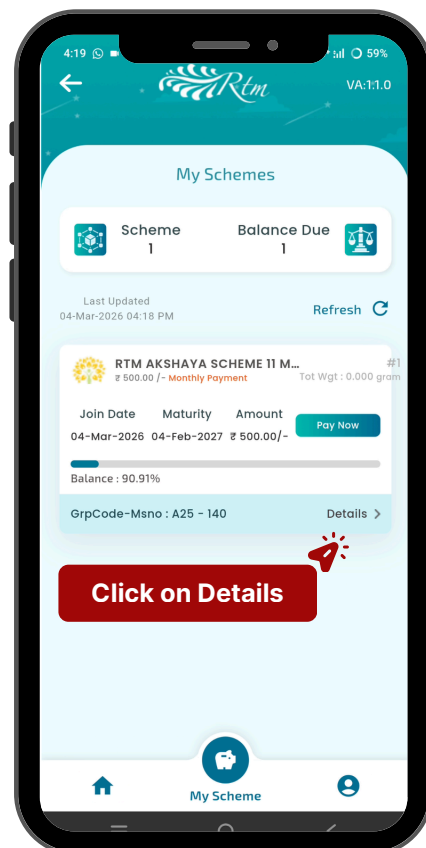 4:19 59%
Rtm VA:1:1.0
My Schemes
Scheme Balance Due
1 1
Last Updated
04-Mar-2026 04:18 PM Refresh
RTM AKSHAYA SCHEME 11 M... #1
₹ 500.00 /- Monthly Payment Tot Wgt : 0.000 gram
Join Date Maturity Amount
04-Mar-2026 04-Feb-2027 ₹ 500.00/- Pay Now
Balance : 90.91%
GrpCode-Msno : A25 - 140 Details >
Click on Details
My Scheme